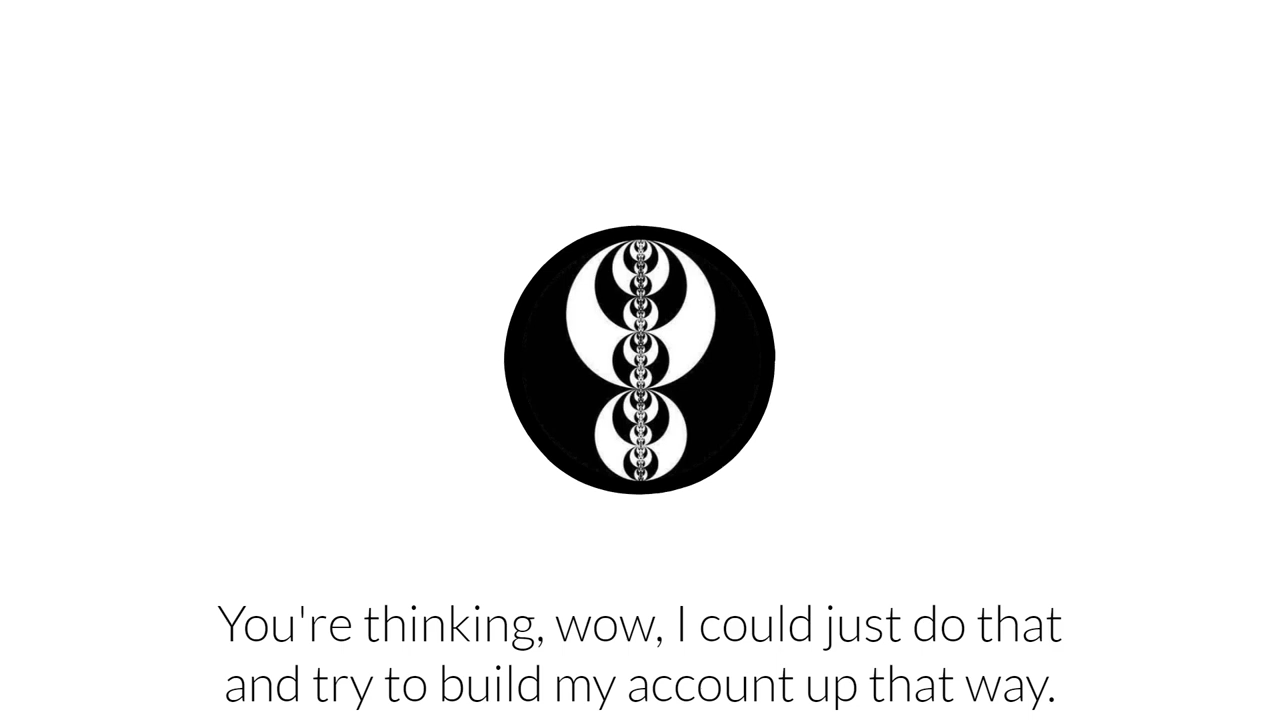 You're thinking, wow, I could just do that
and try to build my account up that way.